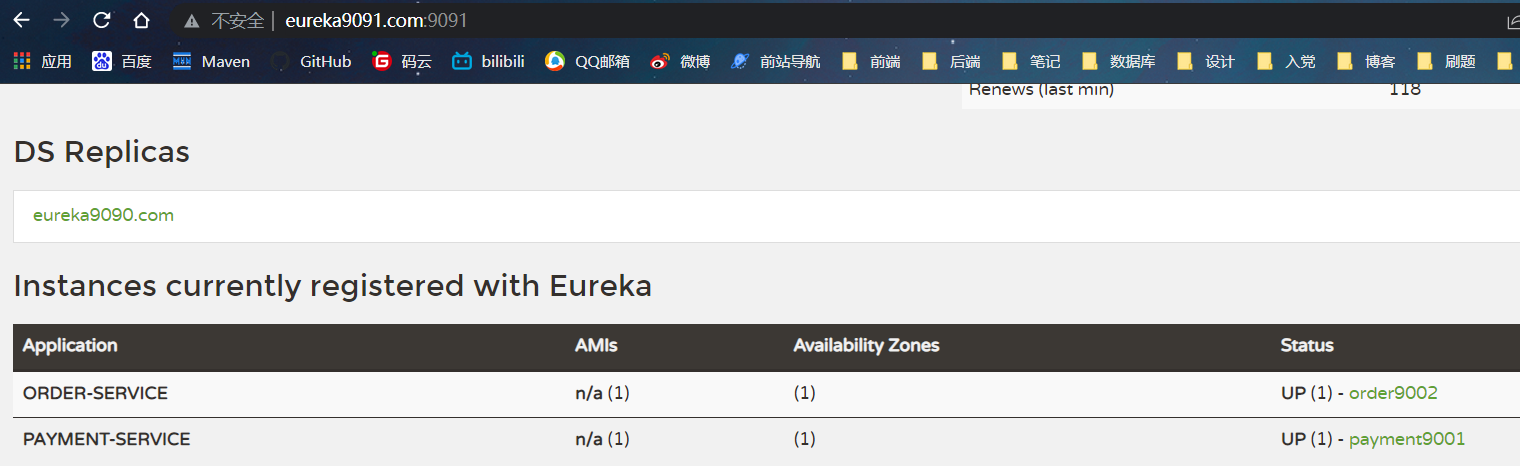 不安全 | eureka9091.com:9091
应用 百度 Maven GitHub 码云 bilibili QQ邮箱 微博 前站导航 前端 后端 笔记 数据库 设计 入党 博客 刷题
Renews (last min) 118
DS Replicas
eureka9090.com
Instances currently registered with Eureka
Application AMIs Availability Zones Status
ORDER-SERVICE n/a (1) (1) UP (1) - order9002
PAYMENT-SERVICE n/a (1) (1) UP (1) - payment9001